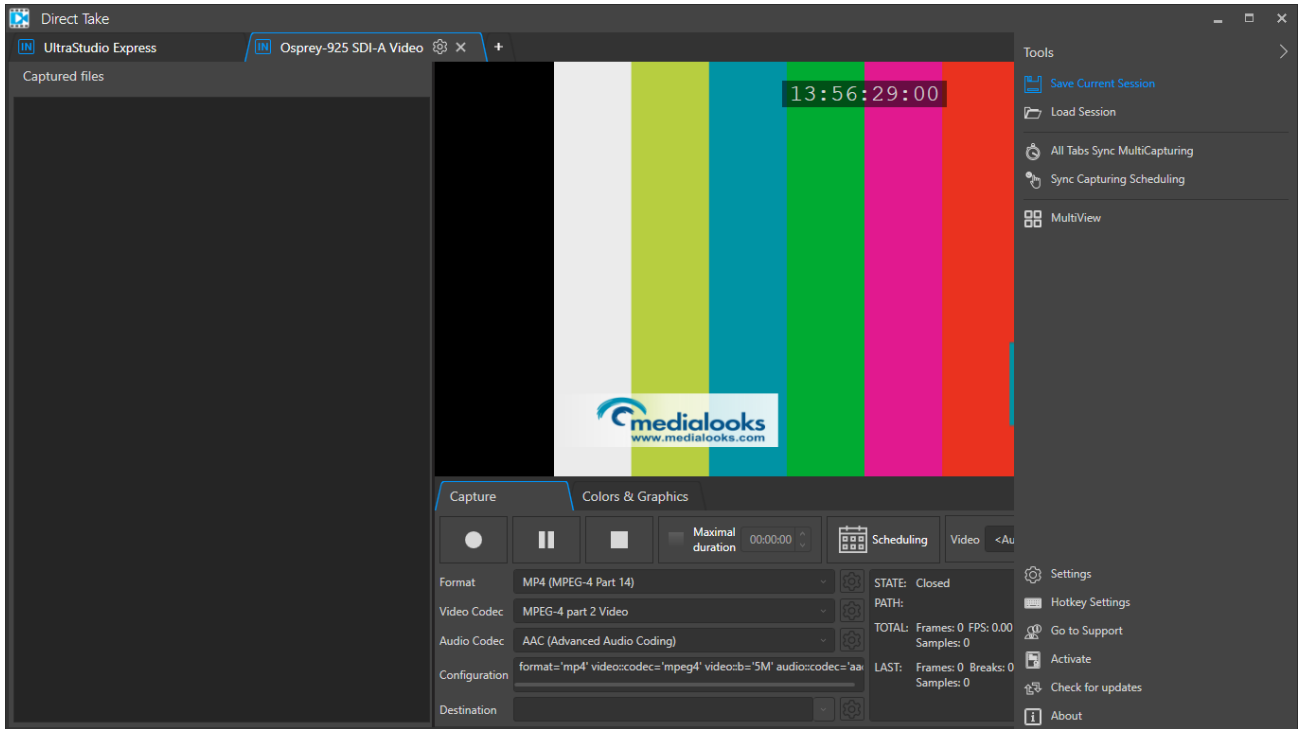 Direct Take
IN UltraStudio Express
IN Osprey-925 SDI-A Video
+
Captured files
13:56:29:00
medialooks
www.medialooks.com
Tools
Save Current Session
Load Session
All Tabs Sync MultiCapturing
Sync Capturing Scheduling
MultiView
Capture
Colors & Graphics
Maximal
duration
00:00:00
Scheduling
Video <Au
Format MP4 (MPEG-4 Part 14)
Video Codec MPEG-4 part 2 Video
Audio Codec AAC (Advanced Audio Coding)
Configuration format='mp4' video::codec='mpeg4' video::b='5M' audio::codec='aa
Destination
STATE: Closed
PATH:
TOTAL: Frames: 0 FPS: 0.00
Samples: 0
LAST: Frames: 0 Breaks: 0
Samples: 0
Settings
Hotkey Settings
Go to Support
Activate
Check for updates
About